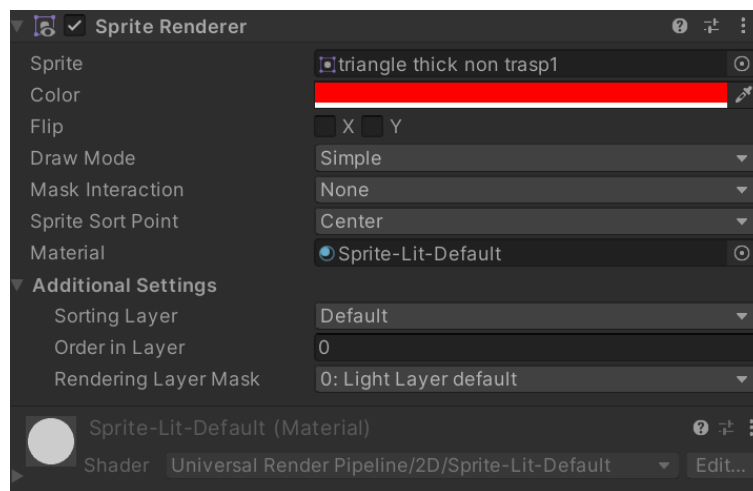 Sprite Renderer
Sprite triangle thick non trasp1
Color
Flip X Y
Draw Mode Simple
Mask Interaction None
Sprite Sort Point Center
Material Sprite-Lit-Default
Additional Settings
Sorting Layer Default
Order in Layer 0
Rendering Layer Mask 0: Light Layer default
Sprite-Lit-Default (Material)
Shader Universal Render Pipeline/2D/Sprite-Lit-Default Edit...